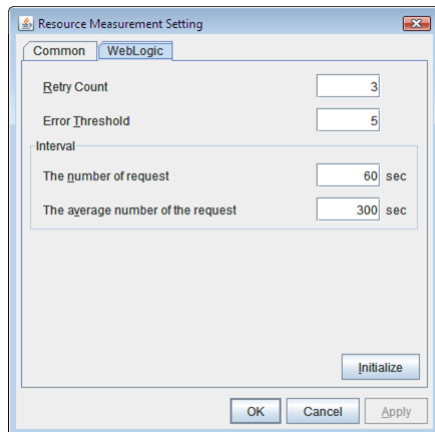 Resource Measurement Setting
Common WebLogic
Retry Count 3
Error Threshold 5
Interval
The number of request 60 sec
The average number of the request 300 sec
Initialize
OK Cancel Apply